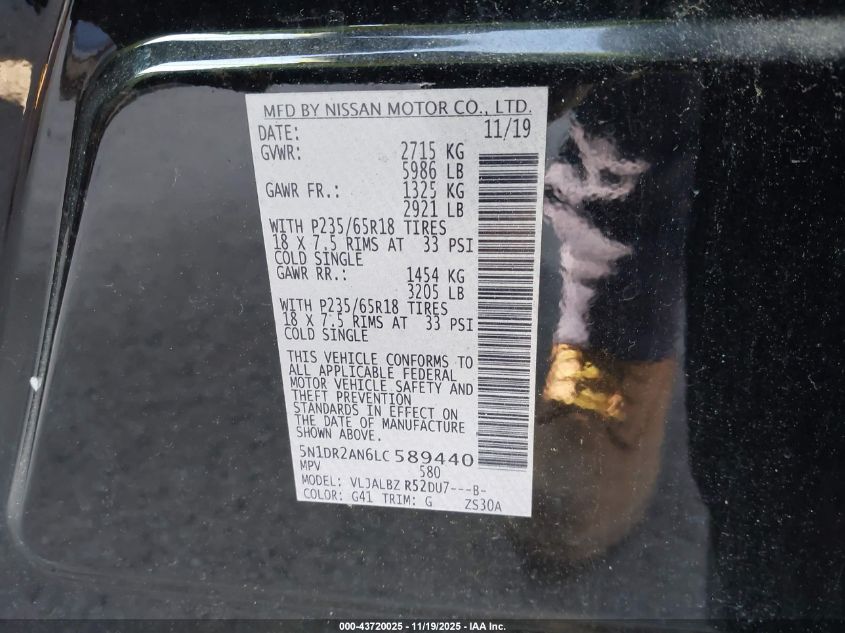 MFD BY NISSAN MOTOR CO., LTD.
DATE: 11/19
GVWR: 2715 KG
5986 LB
GAWR FR.: 1325 KG
2921 LB
WITH P235/65R18 TIRES
18 X 7.5 RIMS AT 33 PSI
COLD SINGLE
GAWR RR.: 1454 KG
3205 LB
WITH P235/65R18 TIRES
18 X 7.5 RIMS AT 33 PSI
COLD SINGLE
THIS VEHICLE CONFORMS TO
ALL APPLICABLE FEDERAL
MOTOR VEHICLE SAFETY AND
THEFT PREVENTION
STANDARDS IN EFFECT ON
THE DATE OF MANUFACTURE
SHOWN ABOVE.
5N1DR2AN6LC 589440
MPV 580
MODEL: VLJALBZ R52DU7---B-
COLOR: G41 TRIM: G ZS30A
000-43720025 - 11/19/2025 - IAA Inc.